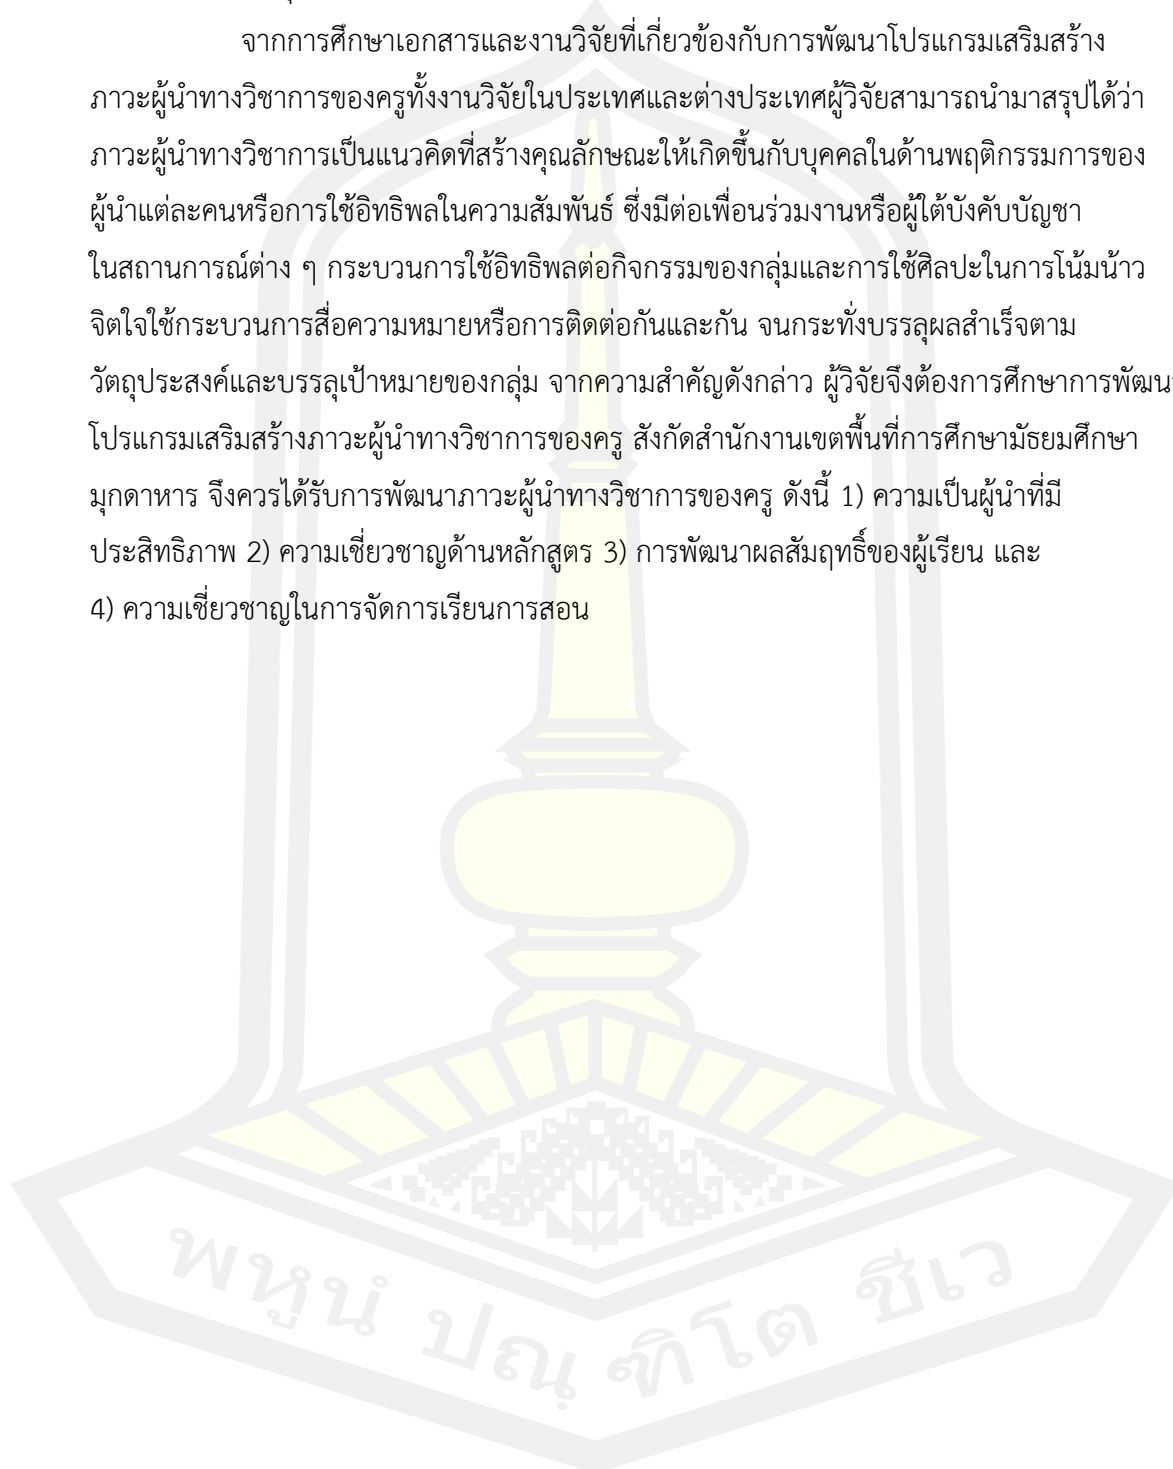 จากการศึกษาเอกสารและงานวิจัยที่เกี่ยวข้องกับการพัฒนาโปรแกรมเสริมสร้าง
ภาวะผู้นำทางวิชาการของครูทั้งงานวิจัยในประเทศและต่างประเทศผู้วิจัยสามารถนำมาสรุปได้ว่า
ภาวะผู้นำทางวิชาการเป็นแนวคิดที่สร้างคุณลักษณะให้เกิดขึ้นกับบุคคลในด้านพฤติกรรมการของ
ผู้นำแต่ละคนหรือการใช้อิทธิพลในความสัมพันธ์ ซึ่งมีต่อเพื่อนร่วมงานหรือผู้ใต้บังคับบัญชา
ในสถานการณ์ต่าง ๆ กระบวนการใช้อิทธิพลต่อกิจกรรมของกลุ่มและการใช้ศิลปะในการโน้มน้าว
จิตใจใช้กระบวนการสื่อความหมายหรือการติดต่อกันและกัน จนกระทั่งบรรลุผลสำเร็จตาม
วัตถุประสงค์และบรรลุเป้าหมายของกลุ่ม จากความสำคัญดังกล่าว ผู้วิจัยจึงต้องการศึกษาการพัฒนา
โปรแกรมเสริมสร้างภาวะผู้นำทางวิชาการของครู สังกัดสำนักงานเขตพื้นที่การศึกษามัธยมศึกษา
มุกดาหาร จึงควรได้รับการพัฒนาภาวะผู้นำทางวิชาการของครู ดังนี้ 1) ความเป็นผู้นำที่มี
ประสิทธิภาพ 2) ความเชี่ยวชาญด้านหลักสูตร 3) การพัฒนาผลสัมฤทธิ์ของผู้เรียน และ
4) ความเชี่ยวชาญในการจัดการเรียนการสอน
พหูนํ ปณฺฑิโต ชีเว